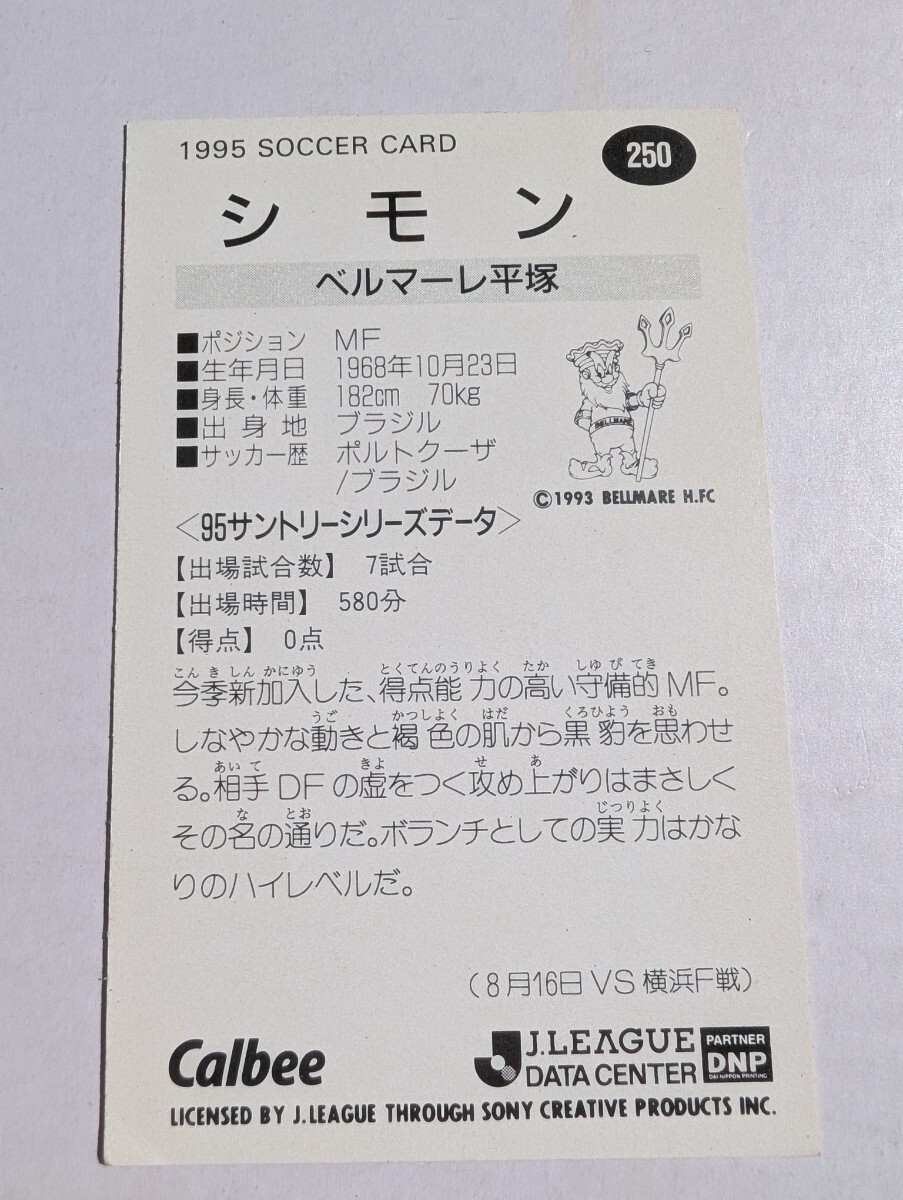 1995 SOCCER CARD
250
シモン
ベルマーレ平塚
■ポジション MF
■生年月日 1968年10月23日
■身長・体重 182cm 70kg
■出身地 ブラジル
■サッカー歴 ポルトクーザ
/ブラジル
BELLMARE
©1993 BELLMARE H.FC
<95サントリーシリーズデータ>
【出場試合数】 7試合
【出場時間】 580分
【得点】 0点
こんきしんかにゆう とくてんのうりよく たか しゆびてき
今季新加入した、得点能力の高い守備的MF。
うご かつしよく はだ くろひよう おも
しなやかな動きと褐色の肌から黒豹を思わせ
あいて きよ せ あ
る。相手DFの虚をつく攻め上がりはまさしく
な とお じつりよく
その名の通りだ。ボランチとしての実力はかな
りのハイレベルだ。
(8月16日VS横浜F戦)
Calbee
J.LEAGUE
DATA CENTER
PARTNER
DNP
DAI NIPPON PRINTING
LICENSED BY J.LEAGUE THROUGH SONY CREATIVE PRODUCTS INC.